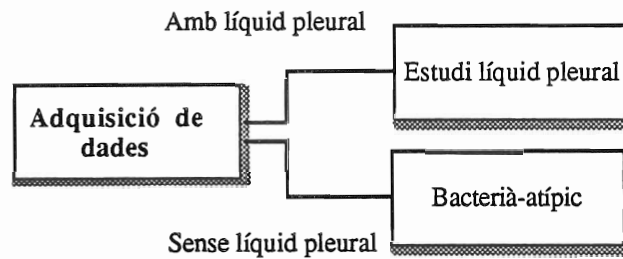 Amb líquid pleural
Estudi líquid pleural
Adquisició de
dades
Bacterià-atípic
Sense líquid pleural